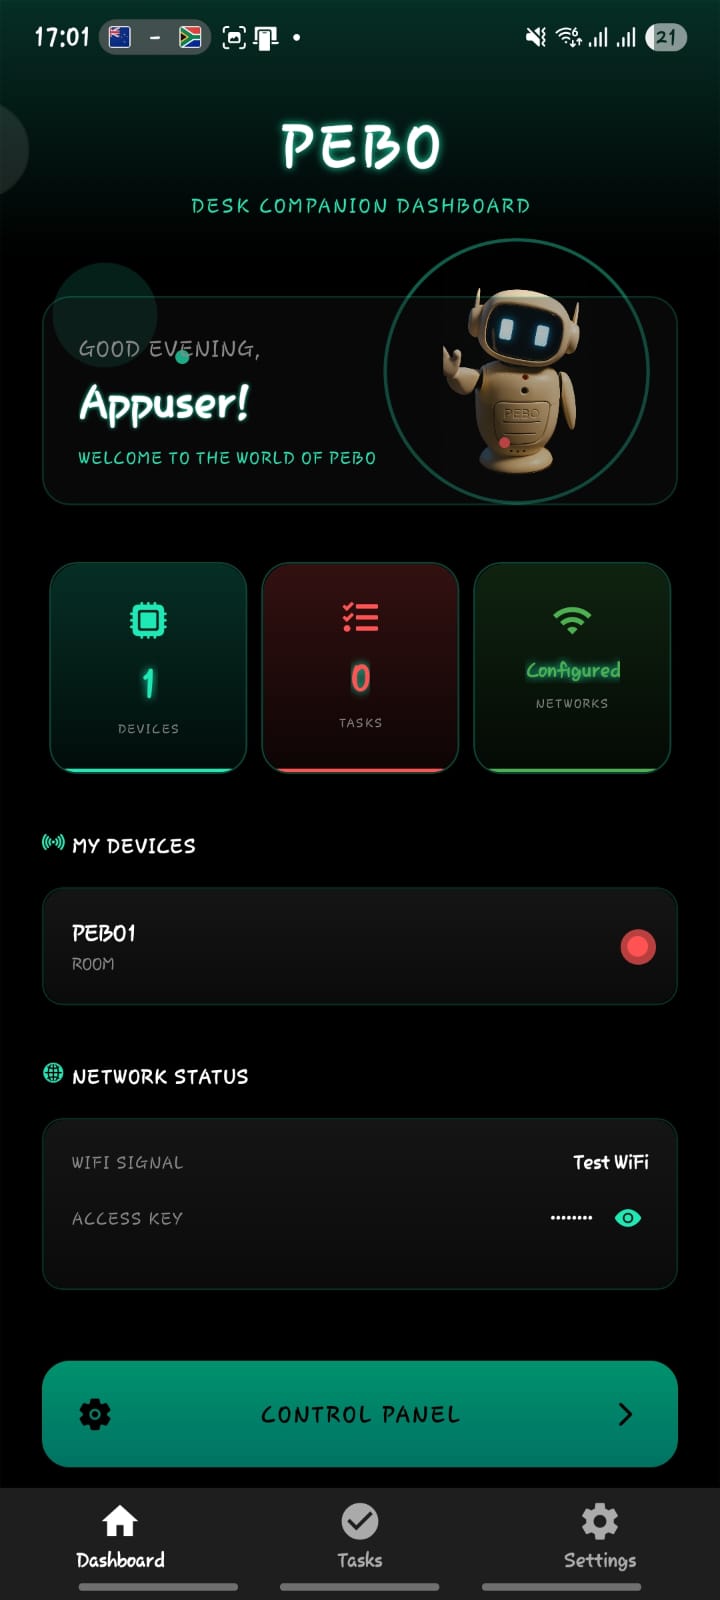 17:01
-
21
PEBO
DESK COMPANION DASHBOARD
GOOD EVENING,
Appuser!
WELCOME TO THE WORLD OF PEBO
PEBO
1
DEVICES
0
TASKS
Configured
NETWORKS
MY DEVICES
PEBO1
ROOM
NETWORK STATUS
WIFI SIGNAL Test WiFi
ACCESS KEY ••••••••
CONTROL PANEL
Dashboard Tasks Settings